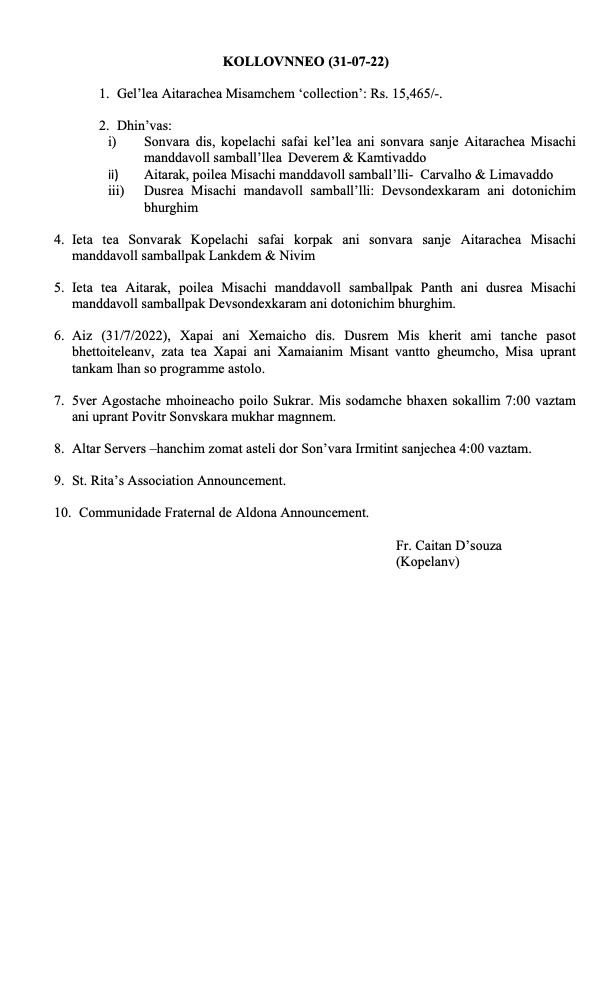 KOLLOVNNEO (31-07-22)
1. Gel’lea Aitarachea Misamchem ‘collection’: Rs. 15,465/-.
2. Dhin’vas:
i) Sonvara dis, kopelachi safai kel’lea ani sonvara sanje Aitarachea Misachi
manddavoll samball’llea Deverem & Kamtivaddo
ii) Aitarak, poilea Misachi manddavoll samball’lli- Carvalho & Limavaddo
iii) Dusrea Misachi mandavoll samball’lli: Devsondexkaram ani dotonichim
bhurghim
4. Ieta tea Sonvarak Kopelachi safai korpak ani sonvara sanje Aitarachea Misachi
manddavoll samballpak Lankdem & Nivim
5. Ieta tea Aitarak, poilea Misachi manddavoll samballpak Panth ani dusrea Misachi
manddavoll samballpak Devsondexkaram ani dotonichim bhurghim.
6. Aiz (31/7/2022), Xapai ani Xemaicho dis. Dusrem Mis kherit ami tanche pasot
bhettoiteleanv, zata tea Xapai ani Xamaianim Misant vantto gheumcho, Misa uprant
tankam lhan so programme astolo.
7. 5ver Agostache mhoineacho poilo Sukrar. Mis sodamche bhaxen sokallim 7:00 vaztam
ani uprant Povitr Sonvskara mukhar magnnem.
8. Altar Servers –hanchim zomat asteli dor Son’vara Irmitint sanjechea 4:00 vaztam.
9. St. Rita’s Association Announcement.
10. Communidade Fraternal de Aldona Announcement.
Fr. Caitan D’souza
(Kopelanv)